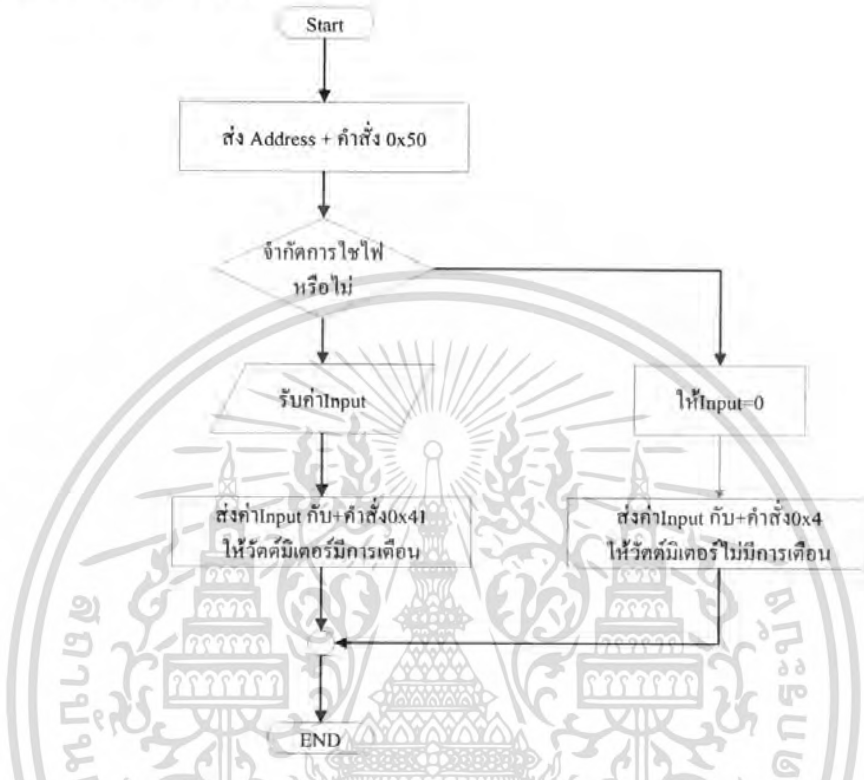 Start
ส่ง Address + คำสั่ง 0x50
จำกัดการใชไฟ
หรือไม่
รับค่าInput
ให้Input=0
ส่งค่าInput กับ+คำสั่ง0x41
ให้วัตต์มิเตอร์มีการเตือน
ส่งค่าInput กับ+คำสั่ง0x4
ให้วัตต์มิเตอร์ไม่มีการเตือน
END